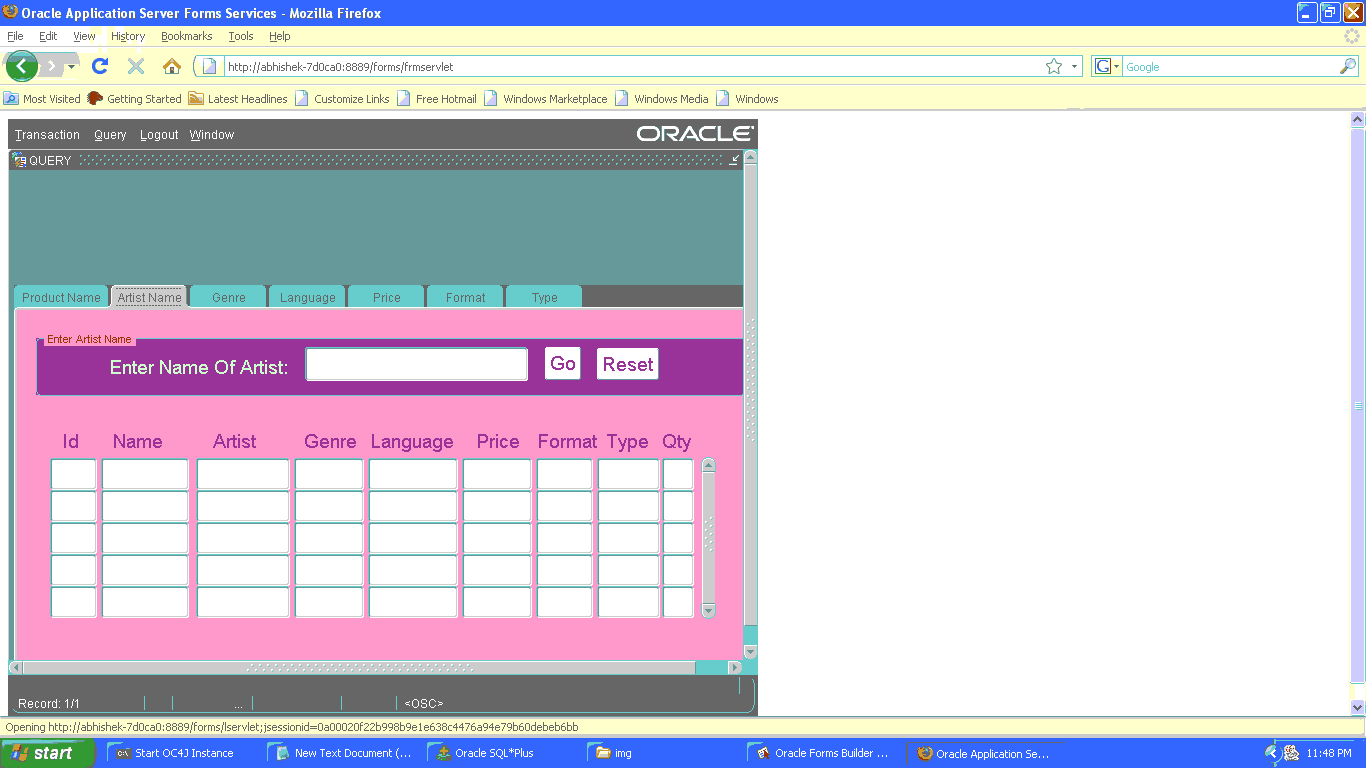 Oracle Application Server Forms Services - Mozilla Firefox
File Edit View History Bookmarks Tools Help
http://abhishek-7d0ca0:8889/forms/frmservlet
G Google
Most Visited Getting Started Latest Headlines Customize Links Free Hotmail Windows Marketplace Windows Media Windows
Transaction Query Logout Window ORACLE
QUERY
Product Name Artist Name Genre Language Price Format Type
Enter Artist Name
Enter Name Of Artist: Go Reset
Id Name Artist Genre Language Price Format Type Qty
Record: 1/1 ... <OSC>
Opening http://abhishek-7d0ca0:8889/forms/lservlet;jsessionid=0a00020f22b998b9e1e638c4476a94e79b60debeb6bb
start Start OC4J Instance New Text Document (... Oracle SQL*Plus img Oracle Forms Builder ... Oracle Application Se... 11:48 PM